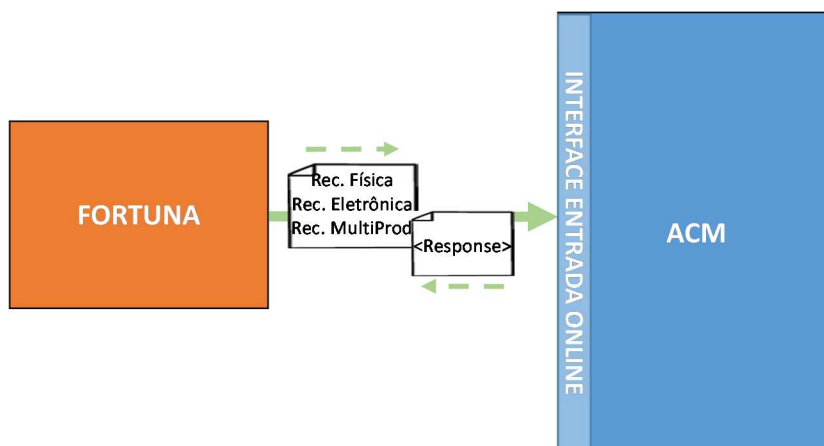 FORTUNA
Rec. Física
Rec. Eletrônica
Rec. MultiProd
<Response>
INTERFACE ENTRADA ONLINE
ACM